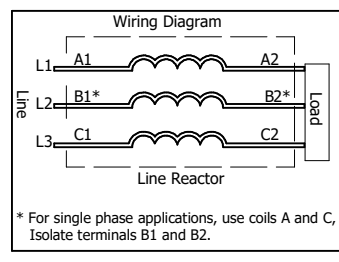 Wiring Diagram
L1 A1 A2
L2 B1* B2*
L3 C1 C2
Line
Load
Line Reactor
* For single phase applications, use coils A and C,
Isolate terminals B1 and B2.